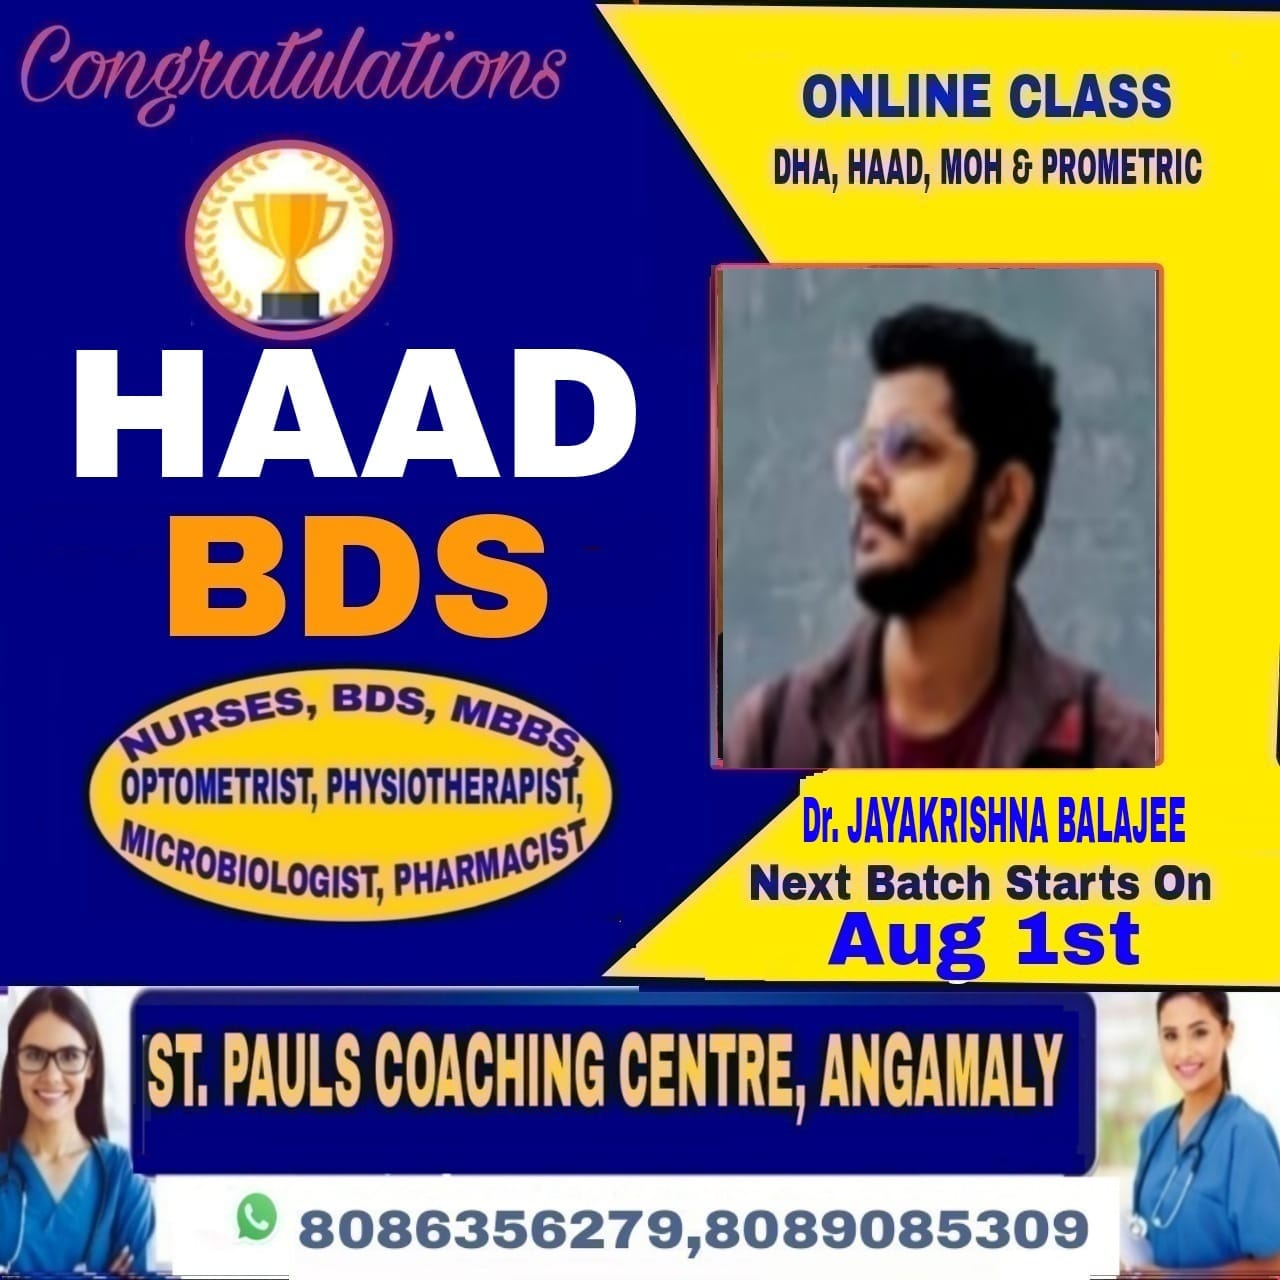 Congratulations
HAAD
BDS
NURSES, BDS, MBBS,
OPTOMETRIST, PHYSIOTHERAPIST,
MICROBIOLOGIST, PHARMACIST
ONLINE CLASS
DHA, HAAD, MOH & PROMETRIC
Dr. JAYAKRISHNA BALAJEE
Next Batch Starts On
Aug 1st
ST. PAULS COACHING CENTRE, ANGAMALY
8086356279,8089085309